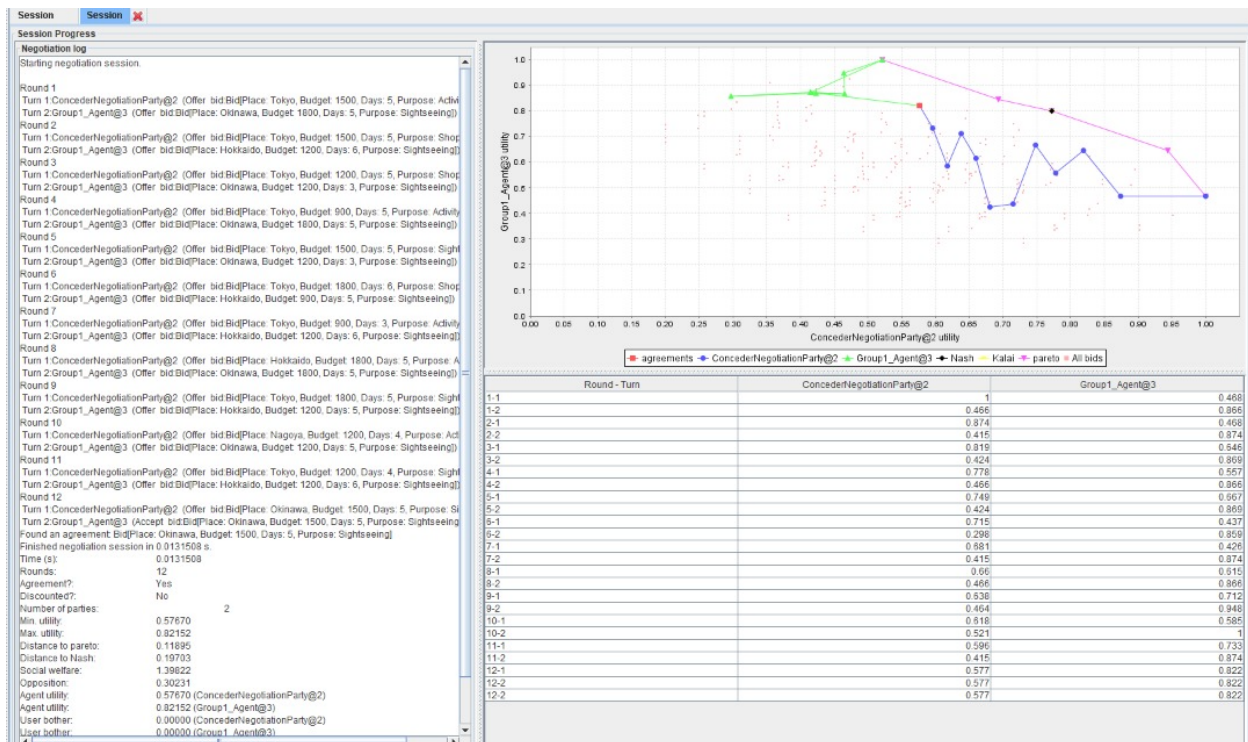 Session Session
Session Progress
Negotiation log
Starting negotiation session.
Round 1
Turn 1:ConcederNegotiationParty@2 (Offer bid:Bid[Place: Tokyo, Budget: 1500, Days: 5, Purpose: Activi
Turn 2:Group1_Agent@3 (Offer bid:Bid[Place: Okinawa, Budget: 1800, Days: 5, Purpose: Sightseeing])
Round 2
Turn 1:ConcederNegotiationParty@2 (Offer bid:Bid[Place: Tokyo, Budget: 1500, Days: 5, Purpose: Shop
Turn 2:Group1_Agent@3 (Offer bid:Bid[Place: Hokkaido, Budget: 1200, Days: 6, Purpose: Sightseeing])
Round 3
Turn 1:ConcederNegotiationParty@2 (Offer bid:Bid[Place: Tokyo, Budget: 1200, Days: 5, Purpose: Shop
Turn 2:Group1_Agent@3 (Offer bid:Bid[Place: Okinawa, Budget: 1200, Days: 3, Purpose: Sightseeing])
Round 4
Turn 1:ConcederNegotiationParty@2 (Offer bid:Bid[Place: Tokyo, Budget: 900, Days: 5, Purpose: Activity
Turn 2:Group1_Agent@3 (Offer bid:Bid[Place: Okinawa, Budget: 1800, Days: 5, Purpose: Sightseeing])
Round 5
Turn 1:ConcederNegotiationParty@2 (Offer bid:Bid[Place: Tokyo, Budget: 1500, Days: 5, Purpose: Sight
Turn 2:Group1_Agent@3 (Offer bid:Bid[Place: Okinawa, Budget: 1200, Days: 3, Purpose: Sightseeing])
Round 6
Turn 1:ConcederNegotiationParty@2 (Offer bid:Bid[Place: Tokyo, Budget: 1800, Days: 6, Purpose: Shop
Turn 2:Group1_Agent@3 (Offer bid:Bid[Place: Hokkaido, Budget: 900, Days: 5, Purpose: Sightseeing])
Round 7
Turn 1:ConcederNegotiationParty@2 (Offer bid:Bid[Place: Tokyo, Budget: 900, Days: 3, Purpose: Activity
Turn 2:Group1_Agent@3 (Offer bid:Bid[Place: Hokkaido, Budget: 1200, Days: 6, Purpose: Sightseeing])
Round 8
Turn 1:ConcederNegotiationParty@2 (Offer bid:Bid[Place: Hokkaido, Budget: 1800, Days: 5, Purpose: A
Turn 2:Group1_Agent@3 (Offer bid:Bid[Place: Okinawa, Budget: 1800, Days: 5, Purpose: Sightseeing])
Round 9
Turn 1:ConcederNegotiationParty@2 (Offer bid:Bid[Place: Tokyo, Budget: 1800, Days: 5, Purpose: Sight
Turn 2:Group1_Agent@3 (Offer bid:Bid[Place: Hokkaido, Budget: 1200, Days: 5, Purpose: Sightseeing])
Round 10
Turn 1:ConcederNegotiationParty@2 (Offer bid:Bid[Place: Nagoya, Budget: 1200, Days: 4, Purpose: Acti
Turn 2:Group1_Agent@3 (Offer bid:Bid[Place: Okinawa, Budget: 1200, Days: 5, Purpose: Sightseeing])
Round 11
Turn 1:ConcederNegotiationParty@2 (Offer bid:Bid[Place: Tokyo, Budget: 1200, Days: 4, Purpose: Sight
Turn 2:Group1_Agent@3 (Offer bid:Bid[Place: Hokkaido, Budget: 1200, Days: 6, Purpose: Sightseeing])
Round 12
Turn 1:ConcederNegotiationParty@2 (Offer bid:Bid[Place: Okinawa, Budget: 1500, Days: 5, Purpose: Si
Turn 2:Group1_Agent@3 (Accept bid:Bid[Place: Okinawa, Budget: 1500, Days: 5, Purpose: Sightseeing
Found an agreement: Bid[Place: Okinawa, Budget: 1500, Days: 5, Purpose: Sightseeing]
Finished negotiation session in 0.0131508 s.
Time (s): 0.0131508
Rounds: 12
Agreement?: Yes
Discounted?: No
Number of parties: 2
Min. utility: 0.57670
Max. utility: 0.82152
Distance to pareto: 0.11895
Distance to Nash: 0.19703
Social welfare: 1.39822
Opposition: 0.30231
Agent utility: 0.57670 (ConcederNegotiationParty@2)
Agent utility: 0.82152 (Group1_Agent@3)
User bother: 0.00000 (ConcederNegotiationParty@2)
User bother: 0.00000 (Group1_Agent@3)
Group1_Agent@3 utility
1.0
0.9
0.8
0.7
0.6
0.5
0.4
0.3
0.2
0.1
0.0
0.00 0.05 0.10 0.15 0.20 0.25 0.30 0.35 0.40 0.45 0.50 0.55 0.60 0.65 0.70 0.75 0.80 0.85 0.90 0.95 1.00
ConcederNegotiationParty@2 utility
agreements ConcederNegotiationParty@2 Group1_Agent@3 Nash Kalai pareto All bids
Round - Turn ConcederNegotiationParty@2 Group1_Agent@3
1-1 1 0.468
1-2 0.466 0.866
2-1 0.874 0.468
2-2 0.415 0.874
3-1 0.819 0.646
3-2 0.424 0.869
4-1 0.778 0.557
4-2 0.466 0.866
5-1 0.749 0.667
5-2 0.424 0.869
6-1 0.715 0.437
6-2 0.298 0.859
7-1 0.681 0.426
7-2 0.415 0.874
8-1 0.66 0.615
8-2 0.466 0.866
9-1 0.638 0.712
9-2 0.464 0.948
10-1 0.618 0.585
10-2 0.521 1
11-1 0.596 0.733
11-2 0.415 0.874
12-1 0.577 0.822
12-2 0.577 0.822
12-2 0.577 0.822